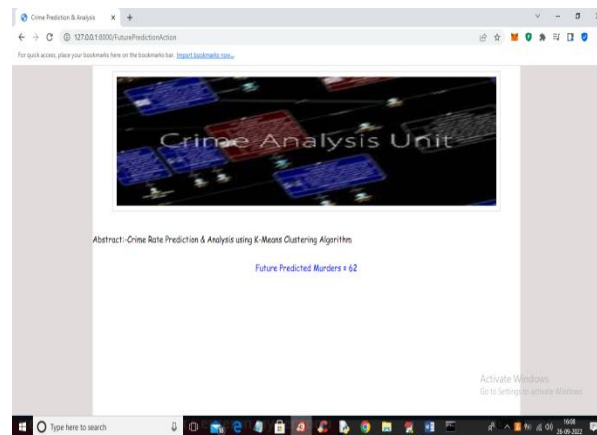 Crime Prediction & Analysis
127.0.0.1:8000/FuturePredictionAction
For quick access, place your bookmarks here on the bookmarks bar. Import bookmarks now...
Crime Analysis Unit
Abstract:-Crime Rate Prediction & Analysis using K-Means Clustering Algorithm
Future Predicted Murders = 62
Activate Windows
Go to Settings to activate Windows.
Type here to search
16:08
26-09-2022